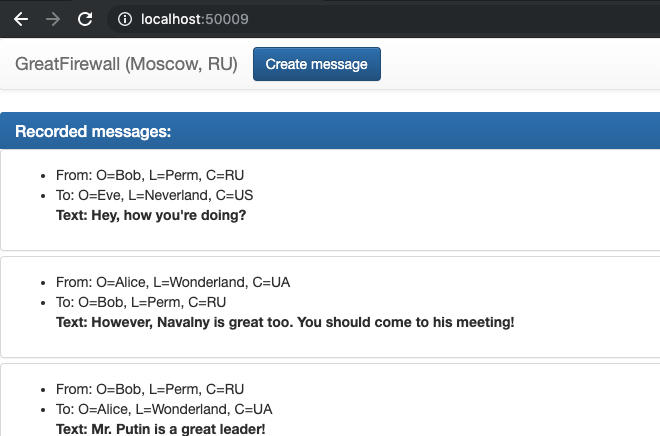 localhost:50009
GreatFirewall (Moscow, RU) Create message
Recorded messages:
From: O=Bob, L=Perm, C=RU
To: O=Eve, L=Neverland, C=US
Text: Hey, how you're doing?
From: O=Alice, L=Wonderland, C=UA
To: O=Bob, L=Perm, C=RU
Text: However, Navalny is great too. You should come to his meeting!
From: O=Bob, L=Perm, C=RU
To: O=Alice, L=Wonderland, C=UA
Text: Mr. Putin is a great leader!